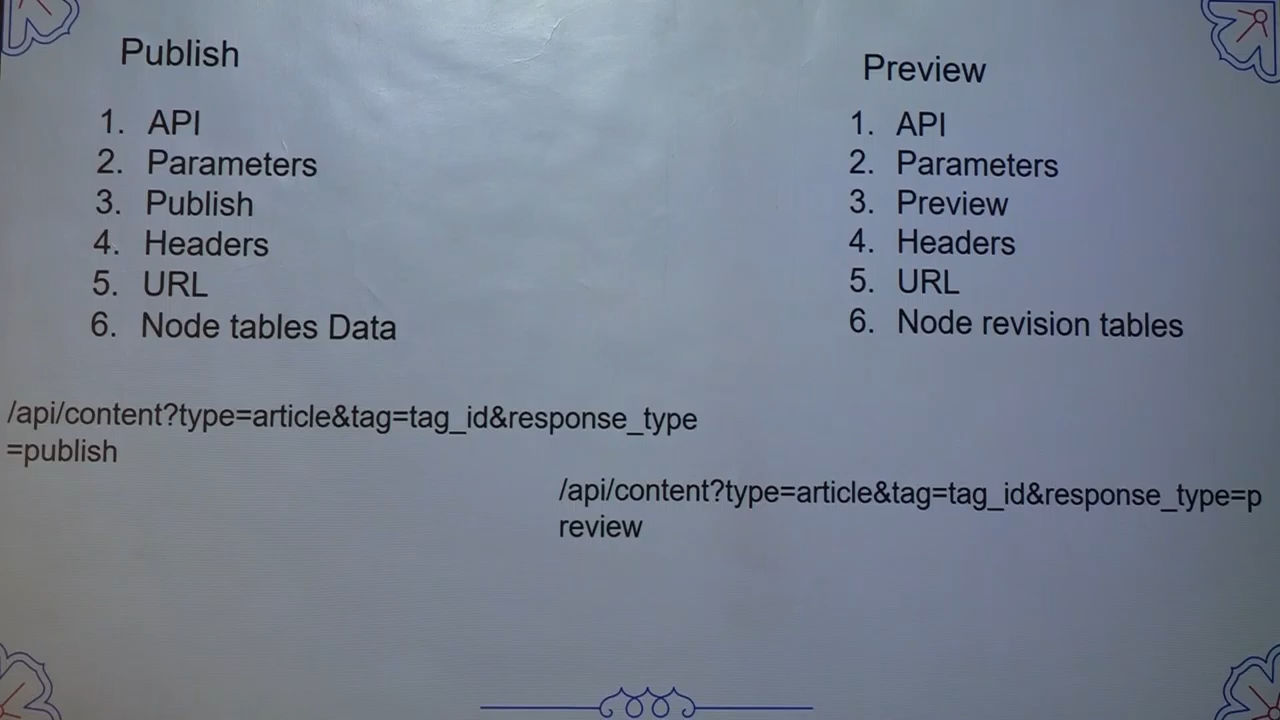 Publish
1. API
2. Parameters
3. Publish
4. Headers
5. URL
6. Node tables Data
/api/content?type=article&tag=tag_id&response_type
=publish
Preview
1. API
2. Parameters
3. Preview
4. Headers
5. URL
6. Node revision tables
/api/content?type=article&tag=tag_id&response_type=p
review